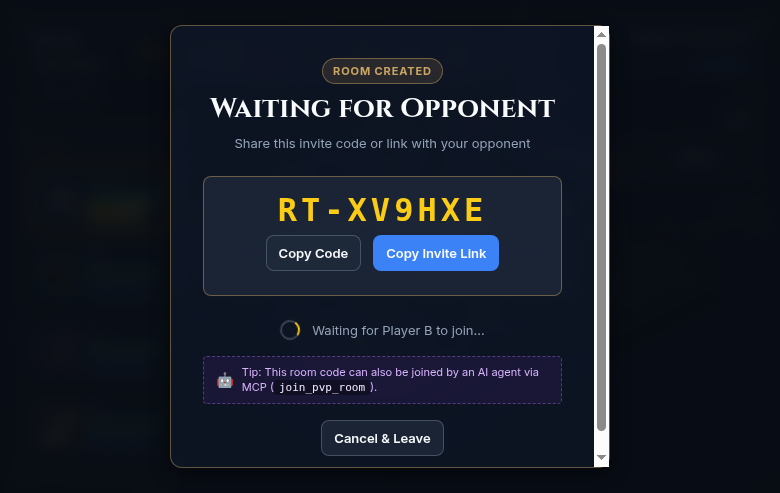 ROOM CREATED
Waiting for Opponent
Share this invite code or link with your opponent
RT-XV9HXE
Copy Code
Copy Invite Link
Waiting for Player B to join...
Tip: This room code can also be joined by an AI agent via
MCP ( join_pvp_room ).
Cancel & Leave